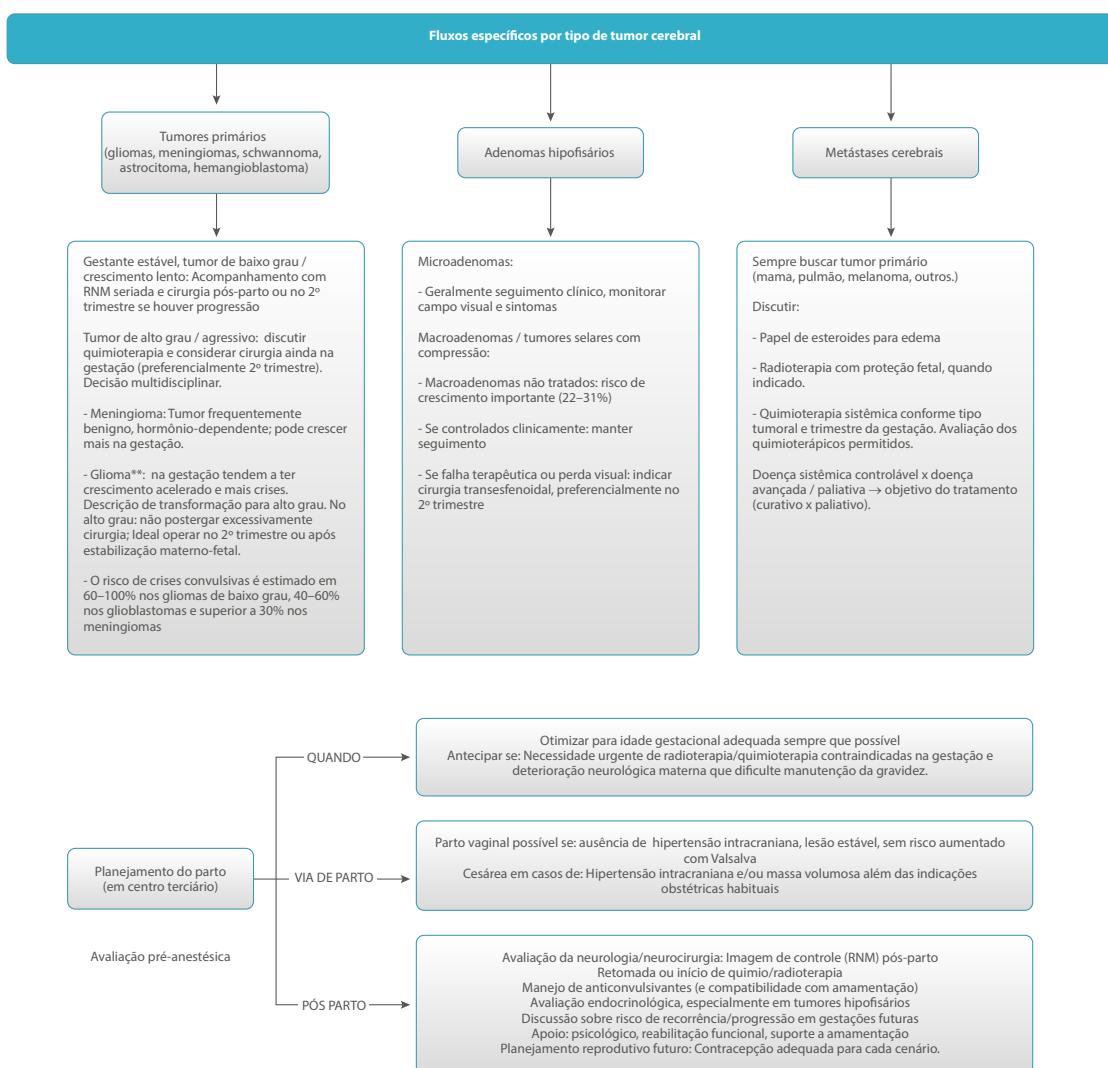 Fluxos específicos por tipo de tumor cerebral
Tumores primários
(gliomas, meningiomas, schwannoma,
astrocitoma, hemangioblastoma)
Adenomas hipofisários
Metástases cerebrais
Gestante estável, tumor de baixo grau /
crescimento lento: Acompanhamento com
RNM seriada e cirurgia pós-parto ou no 2º
trimestre se houver progressão
Tumor de alto grau / agressivo: discutir
quimioterapia e considerar cirurgia ainda na
gestação (preferencialmente 2º trimestre).
Decisão multidisciplinar.
- Meningioma: Tumor frequentemente
benigno, hormônio-dependente; pode crescer
mais na gestação.
- Glioma**: na gestação tendem a ter
crescimento acelerado e mais crises.
Descrição de transformação para alto grau. No
alto grau: não postergar excessivamente
cirurgia; Ideal operar no 2º trimestre ou após
estabilização materno-fetal.
- O risco de crises convulsivas é estimado em
60–100% nos gliomas de baixo grau, 40–60%
nos glioblastomas e superior a 30% nos
meningiomas
Microadenomas:
- Geralmente seguimento clínico, monitorar
campo visual e sintomas
Macroadenomas / tumores selares com
compressão:
- Macroadenomas não tratados: risco de
crescimento importante (22–31%)
- Se controlados clinicamente: manter
seguimento
- Se falha terapêutica ou perda visual: indicar
cirurgia transesfenoidal, preferencialmente no
2º trimestre
Sempre buscar tumor primário
(mama, pulmão, melanoma, outros.)
Discutir:
- Papel de esteroides para edema
- Radioterapia com proteção fetal, quando
indicado.
- Quimioterapia sistêmica conforme tipo
tumoral e trimestre da gestação. Avaliação dos
quimioterápicos permitidos.
Doença sistêmica controlável x doença
avançada / paliativa → objetivo do tratamento
(curativo x paliativo).
Planejamento do parto
(em centro terciário)
Avaliação pré-anestésica
QUANDO
Otimizar para idade gestacional adequada sempre que possível
Antecipar se: Necessidade urgente de radioterapia/quimioterapia contraindicadas na gestação e
deterioração neurológica materna que dificulte manutenção da gravidez.
VIA DE PARTO
Parto vaginal possível se: ausência de hipertensão intracraniana, lesão estável, sem risco aumentado
com Valsalva
Cesárea em casos de: Hipertensão intracraniana e/ou massa volumosa além das indicações
obstétricas habituais
PÓS PARTO
Avaliação da neurologia/neurocirurgia: Imagem de controle (RNM) pós-parto
Retomada ou início de quimio/radioterapia
Manejo de anticonvulsivantes (e compatibilidade com amamentação)
Avaliação endocrinológica, especialmente em tumores hipofisários
Discussão sobre risco de recorrência/progressão em gestações futuras
Apoio: psicológico, reabilitação funcional, suporte a amamentação
Planejamento reprodutivo futuro: Contracepção adequada para cada cenário.